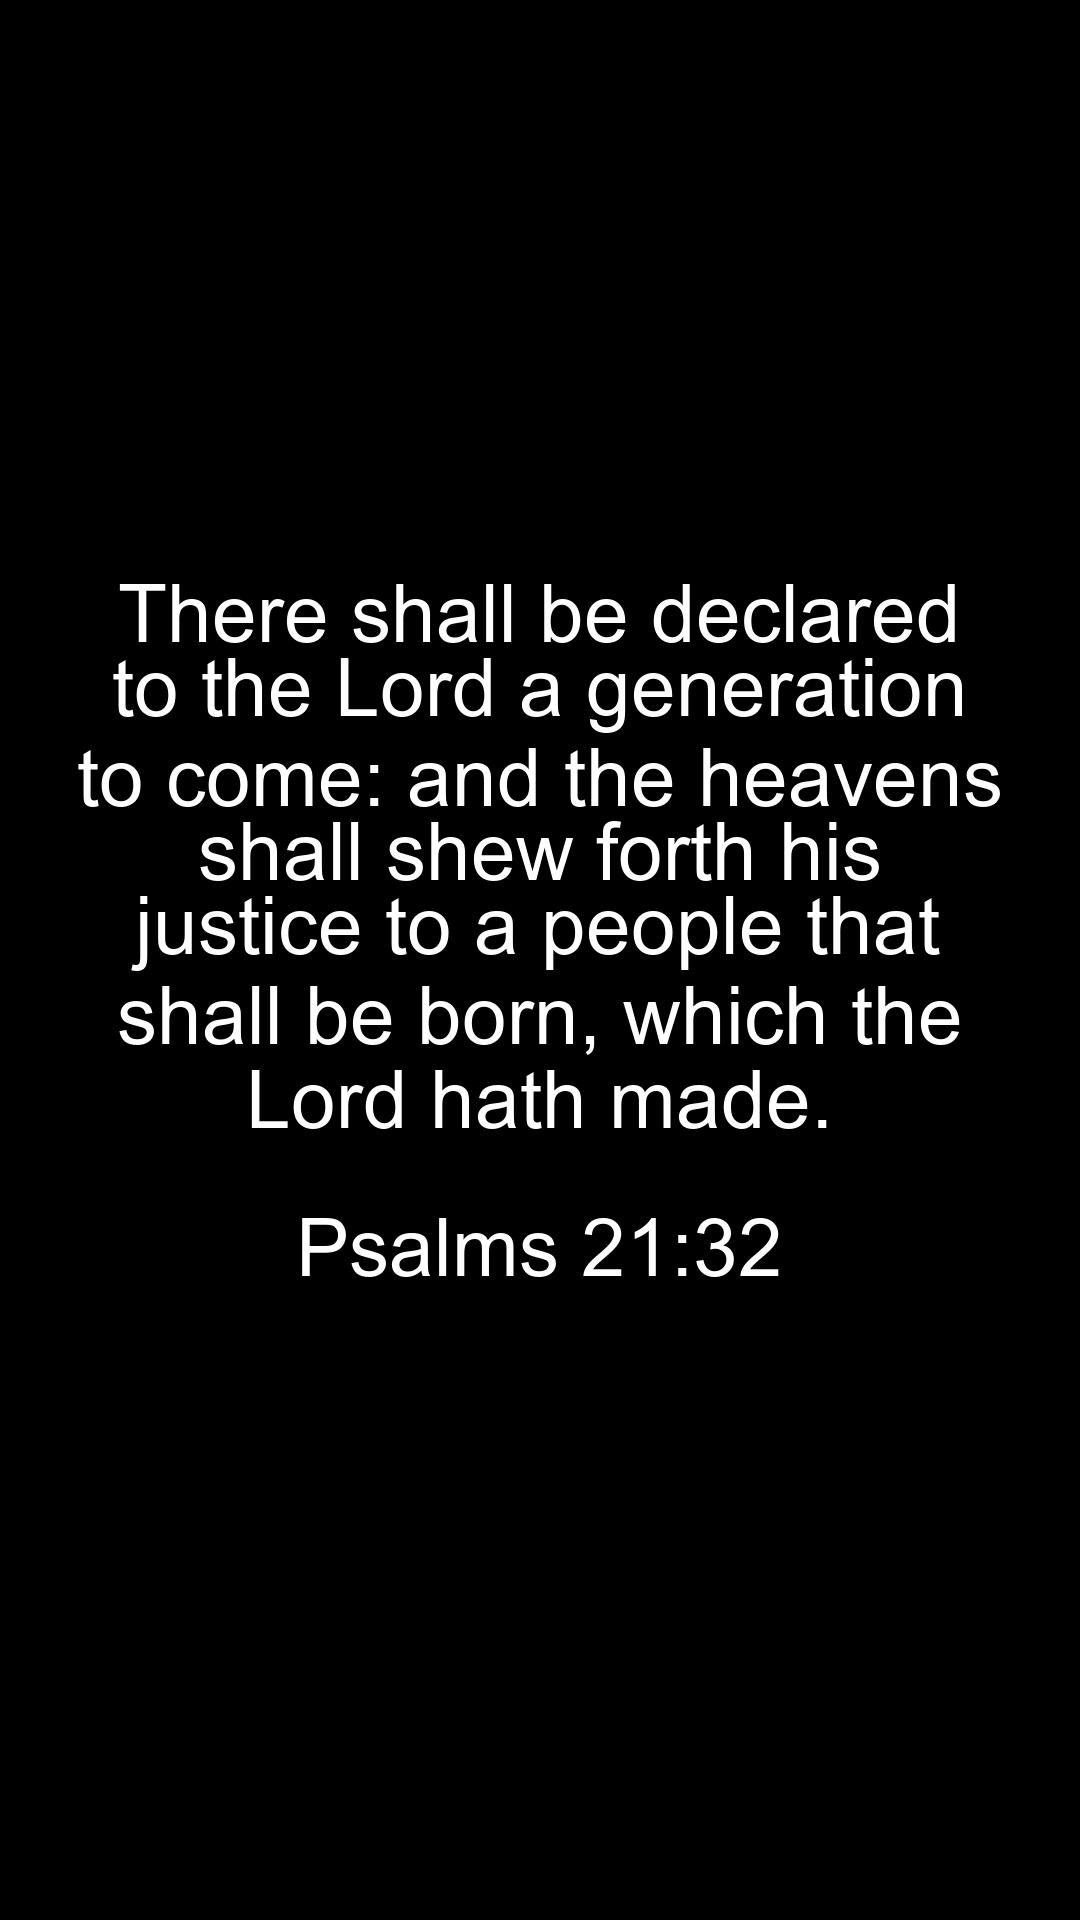 There shall be declared
to the Lord a generation
to come: and the heavens
shall shew forth his
justice to a people that
shall be born, which the
Lord hath made.
Psalms 21:32